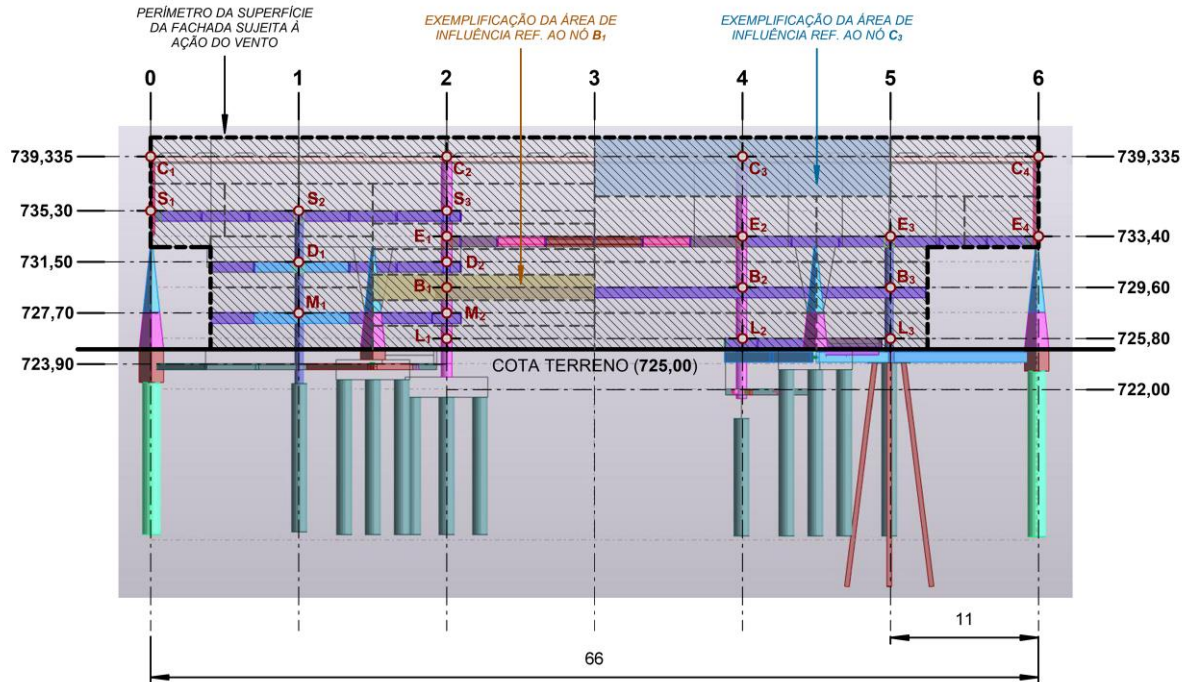 PERÍMETRO DA SUPERFÍCIE
DA FACHADA SUJEITA À
AÇÃO DO VENTO
EXEMPLIFICAÇÃO DA ÁREA DE
INFLUÊNCIA REF. AO NÓ B₁
EXEMPLIFICAÇÃO DA ÁREA DE
INFLUÊNCIA REF. AO NÓ C₃
0 1 2 3 4 5 6
739,335 739,335
C₁ C₂ C₃ C₄
735,30 S₁ S₂ S₃
E₁ E₂ E₃ E₄ 733,40
731,50 D₁ D₂
B₁ B₂ B₃ 729,60
727,70 M₁ M₂
L₁ L₂ L₃ 725,80
723,90 COTA TERRENO (725,00)
722,00
11
66